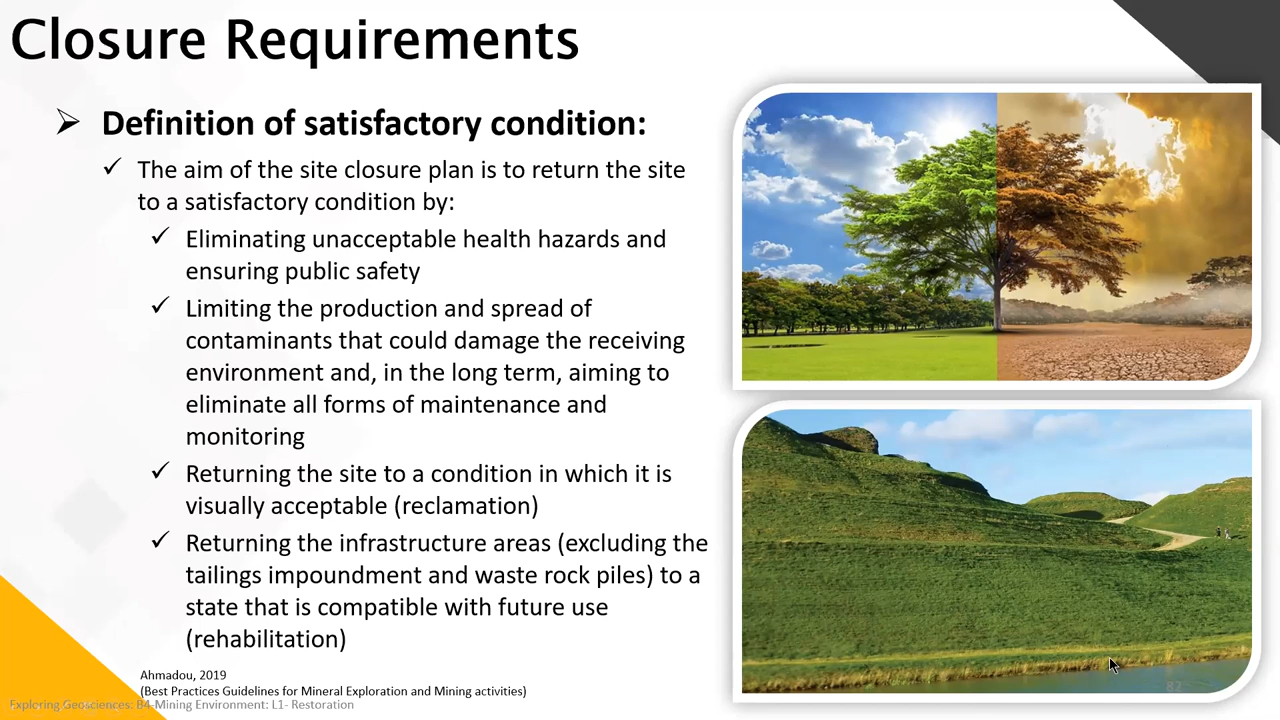 Closure Requirements
Definition of satisfactory condition:
The aim of the site closure plan is to return the site
to a satisfactory condition by:
Eliminating unacceptable health hazards and
ensuring public safety
Limiting the production and spread of
contaminants that could damage the receiving
environment and, in the long term, aiming to
eliminate all forms of maintenance and
monitoring
Returning the site to a condition in which it is
visually acceptable (reclamation)
Returning the infrastructure areas (excluding the
tailings impoundment and waste rock piles) to a
state that is compatible with future use
(rehabilitation)
Ahmadou, 2019
(Best Practices Guidelines for Mineral Exploration and Mining activities)
Exploring Geosciences: B4-Mining Environment: L1- Restoration
82